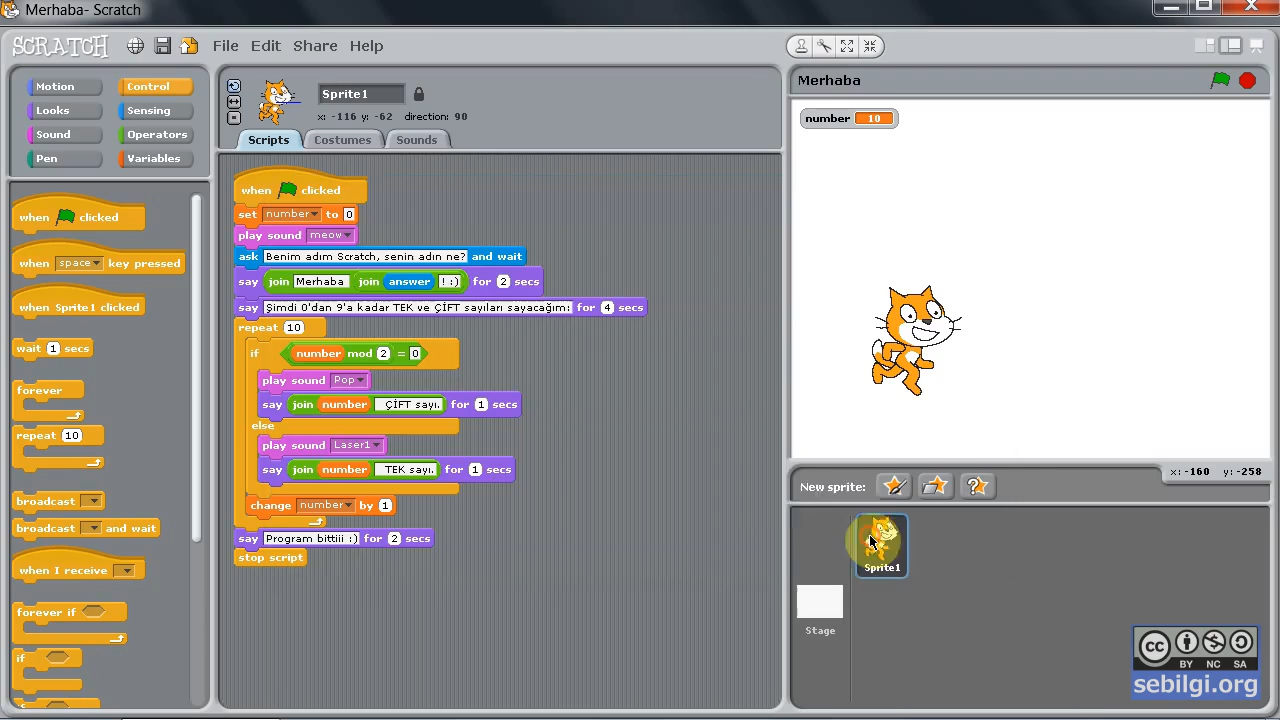 Merhaba- Scratch
SCRATCH File Edit Share Help
Motion Control
Looks Sensing
Sound Operators
Pen Variables
when clicked
when space key pressed
when Sprite1 clicked
wait 1 secs
forever
repeat 10
broadcast
broadcast and wait
when I receive
forever if
if
Sprite1
x: -116 y: -62 direction: 90
Scripts Costumes Sounds
when clicked
set number to 0
play sound meow
ask Benim adım Scratch, senin adın ne? and wait
say join Merhaba join answer ! :) for 2 secs
say Şimdi 0'dan 9'a kadar TEK ve ÇİFT sayıları sayacağım: for 4 secs
repeat 10
if number mod 2 = 0
play sound Pop
say join number ÇİFT sayı. for 1 secs
else
play sound Laser1
say join number TEK sayı. for 1 secs
change number by 1
say Program bittiii :) for 2 secs
stop script
Merhaba
number 10
x: -160 y: -258
New sprite:
Sprite1
Stage
cc BY NC SA
sebilgi.org